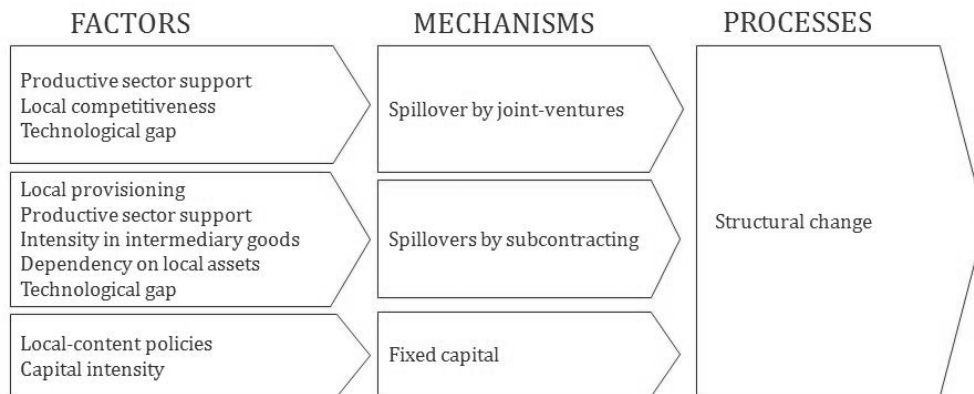 FACTORS
MECHANISMS
PROCESSES
Productive sector support
Local competitiveness
Technological gap
Spillover by joint-ventures
Local provisioning
Productive sector support
Intensity in intermediary goods
Dependency on local assets
Technological gap
Spillovers by subcontracting
Structural change
Local-content policies
Capital intensity
Fixed capital